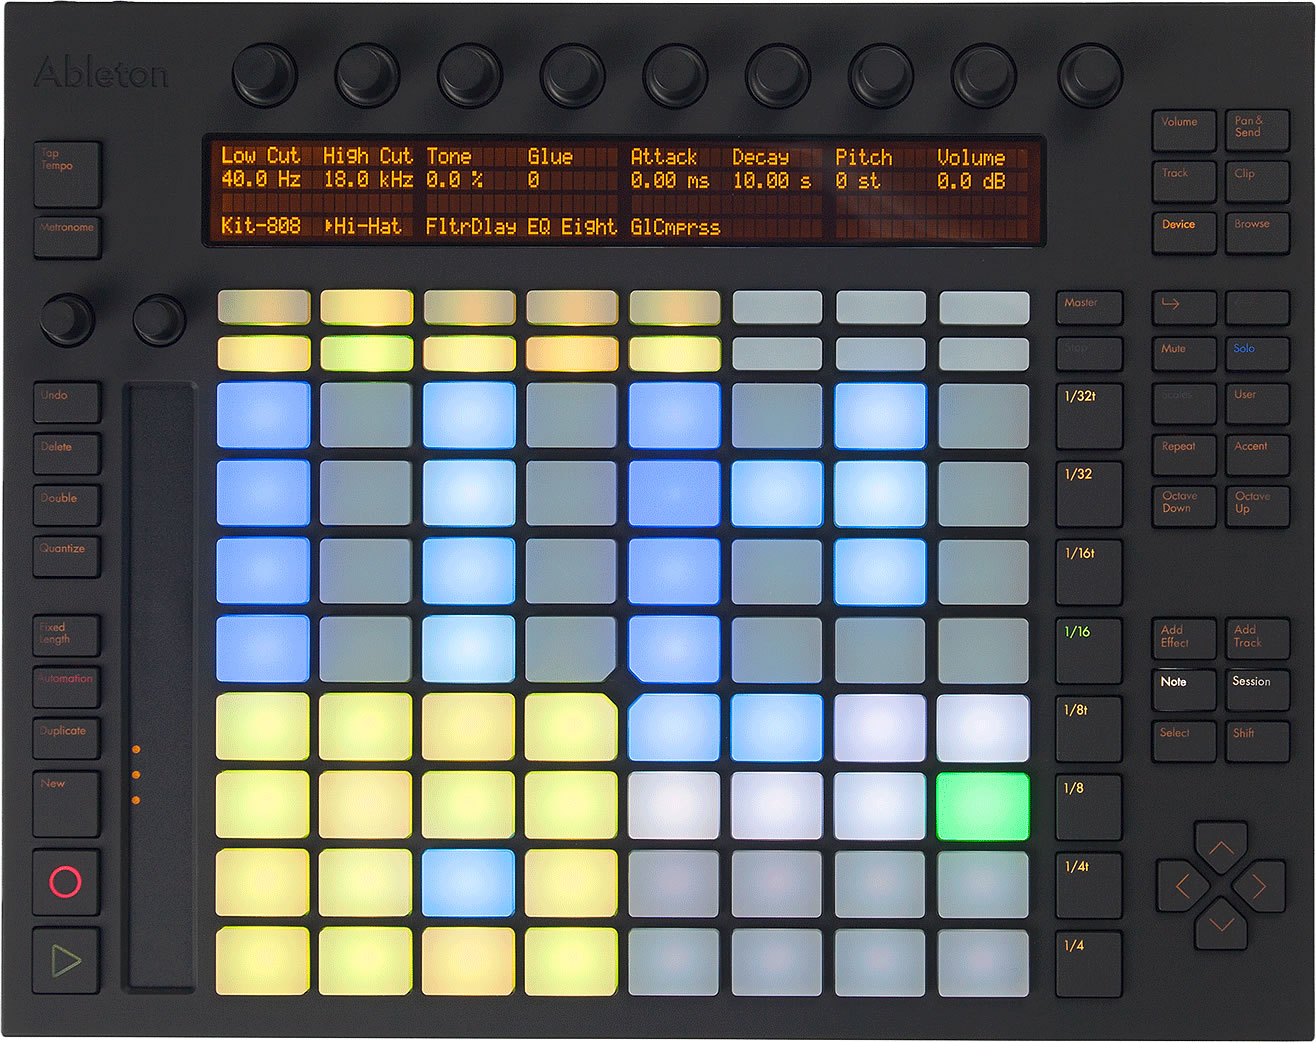 Ableton
Tap
Tempo
Metronome
Low Cut High Cut Tone Glue Attack Decay Pitch Volume
40.0 Hz 18.0 kHz 0.0 % 0 0.00 ms 10.00 s 0 st 0.0 dB
Kit-808 Hi-Hat FltrDlay EQ Eight GlCmprss
Volume
Pan &
Send
Track
Clip
Device
Browse
Master
Stop
Mute
Solo
Undo
Delete
Double
Quantize
Fixed
Length
Automation
Duplicate
New
1/32t
1/32
1/16t
1/16
1/8t
1/8
1/4t
1/4
Scales
User
Repeat
Accent
Octave
Down
Octave
Up
Add
Effect
Add
Track
Note
Session
Select
Shift